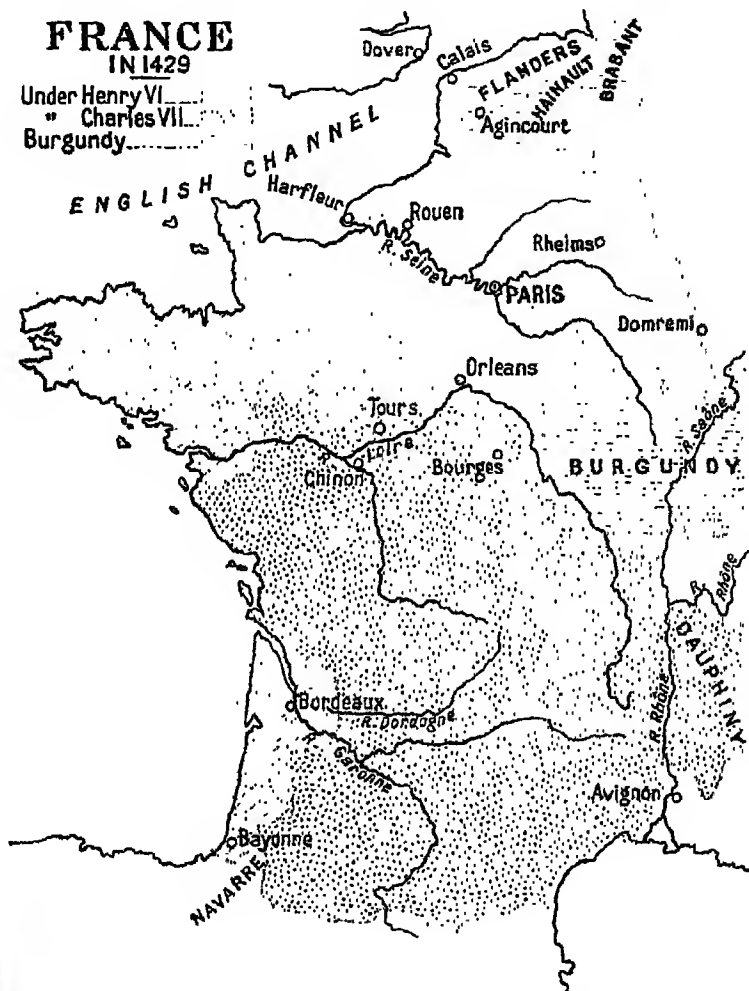 FRANCE
IN 1429
Under Henry VI
" Charles VII
Burgundy
Dover
Calais
FLANDERS
HAINAULT
BRABANT
Agincourt
ENGLISH CHANNEL
Harfleur
Rouen
R. Seine
Rheims
PARIS
Domremi
Orleans
Tours
R. Loire
Chinon
Bourges
BURGUNDY
R. Saône
R. Rhône
DAUPHINY
Bordeaux
R. Dordogne
R. Garonne
R. Rhône
Avignon
Bayonne
NAVARRE